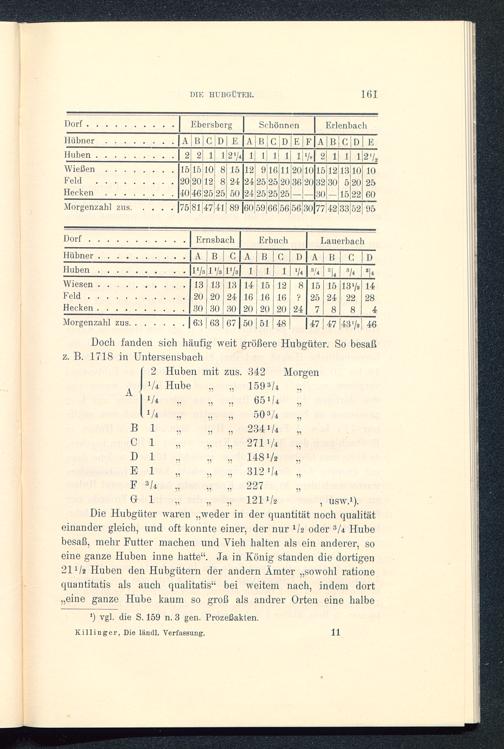 DIE HUBGÜTER. 161
Dorf . . . . . . . . . . Ebersberg Schönnen Erlenbach
Hübner . . . . . . . . . A B C D E A B C D E F A B C D E
Huben . . . . . . . . . 2 2 1 1 2¹/₄ 1 1 1 1 1 ¹/₂ 2 1 1 1 2¹/₂
Wießen . . . . . . . . . 15 15 10 8 15 12 9 16 11 20 10 15 12 13 10 10
Feld . . . . . . . . . 20 20 12 8 24 24 25 25 20 36 20 32 30 5 20 25
Hecken . . . . . . . . . 40 46 25 25 50 24 25 25 25 — — 30 — 15 22 60
Morgenzahl zus. . . . . . 75 81 47 41 89 60 59 66 56 56 30 77 42 33 52 95
Dorf . . . . . . . . . . . Ernsbach Erbuch Lauerbach
Hübner . . . . . . . . . . A B C A B C D A B C D
Huben . . . . . . . . . . 1¹/₃ 1¹/₃ 1¹/₃ 1 1 1 ¹/₄ ³/₄ ³/₄ ³/₄ ³/₄
Wiesen . . . . . . . . . . 13 13 13 14 15 12 8 15 15 13¹/₂ 14
Feld . . . . . . . . . . . 20 20 24 16 16 16 ? 25 24 22 28
Hecken . . . . . . . . . . 30 30 30 20 20 20 24 7 8 8 4
Morgenzahl zus. . . . . . . 63 63 67 50 51 48 47 47 43¹/₂ 46
Doch fanden sich häufig weit größere Hubgüter. So besaß
z. B. 1718 in Untersensbach
A 2 Huben mit zus. 342 Morgen
¹/₄ Hube „ „ 159³/₄ „
¹/₄ „ „ „ 65¹/₄ „
¹/₄ „ „ „ 50³/₄ „
B 1 „ „ „ 234¹/₄ „
C 1 „ „ „ 271¹/₄ „
D 1 „ „ „ 148¹/₂ „
E 1 „ „ „ 312¹/₄ „
F ³/₄ „ „ „ 227 „
G 1 „ „ „ 121¹/₂ „ , usw.¹).
Die Hubgüter waren „weder in der quantität noch qualität
einander gleich, und oft konnte einer, der nur ¹/₂ oder ³/₄ Hube
besaß, mehr Futter machen und Vieh halten als ein anderer, so
eine ganze Huben inne hatte“. Ja in König standen die dortigen
21¹/₂ Huben den Hubgütern der andern Ämter „sowohl ratione
quantitatis als auch qualitatis“ bei weitem nach, indem dort
„eine ganze Hube kaum so groß als andrer Orten eine halbe
¹) vgl. die S. 159 n. 3 gen. Prozeßakten.
Killinger, Die ländl. Verfassung. 11